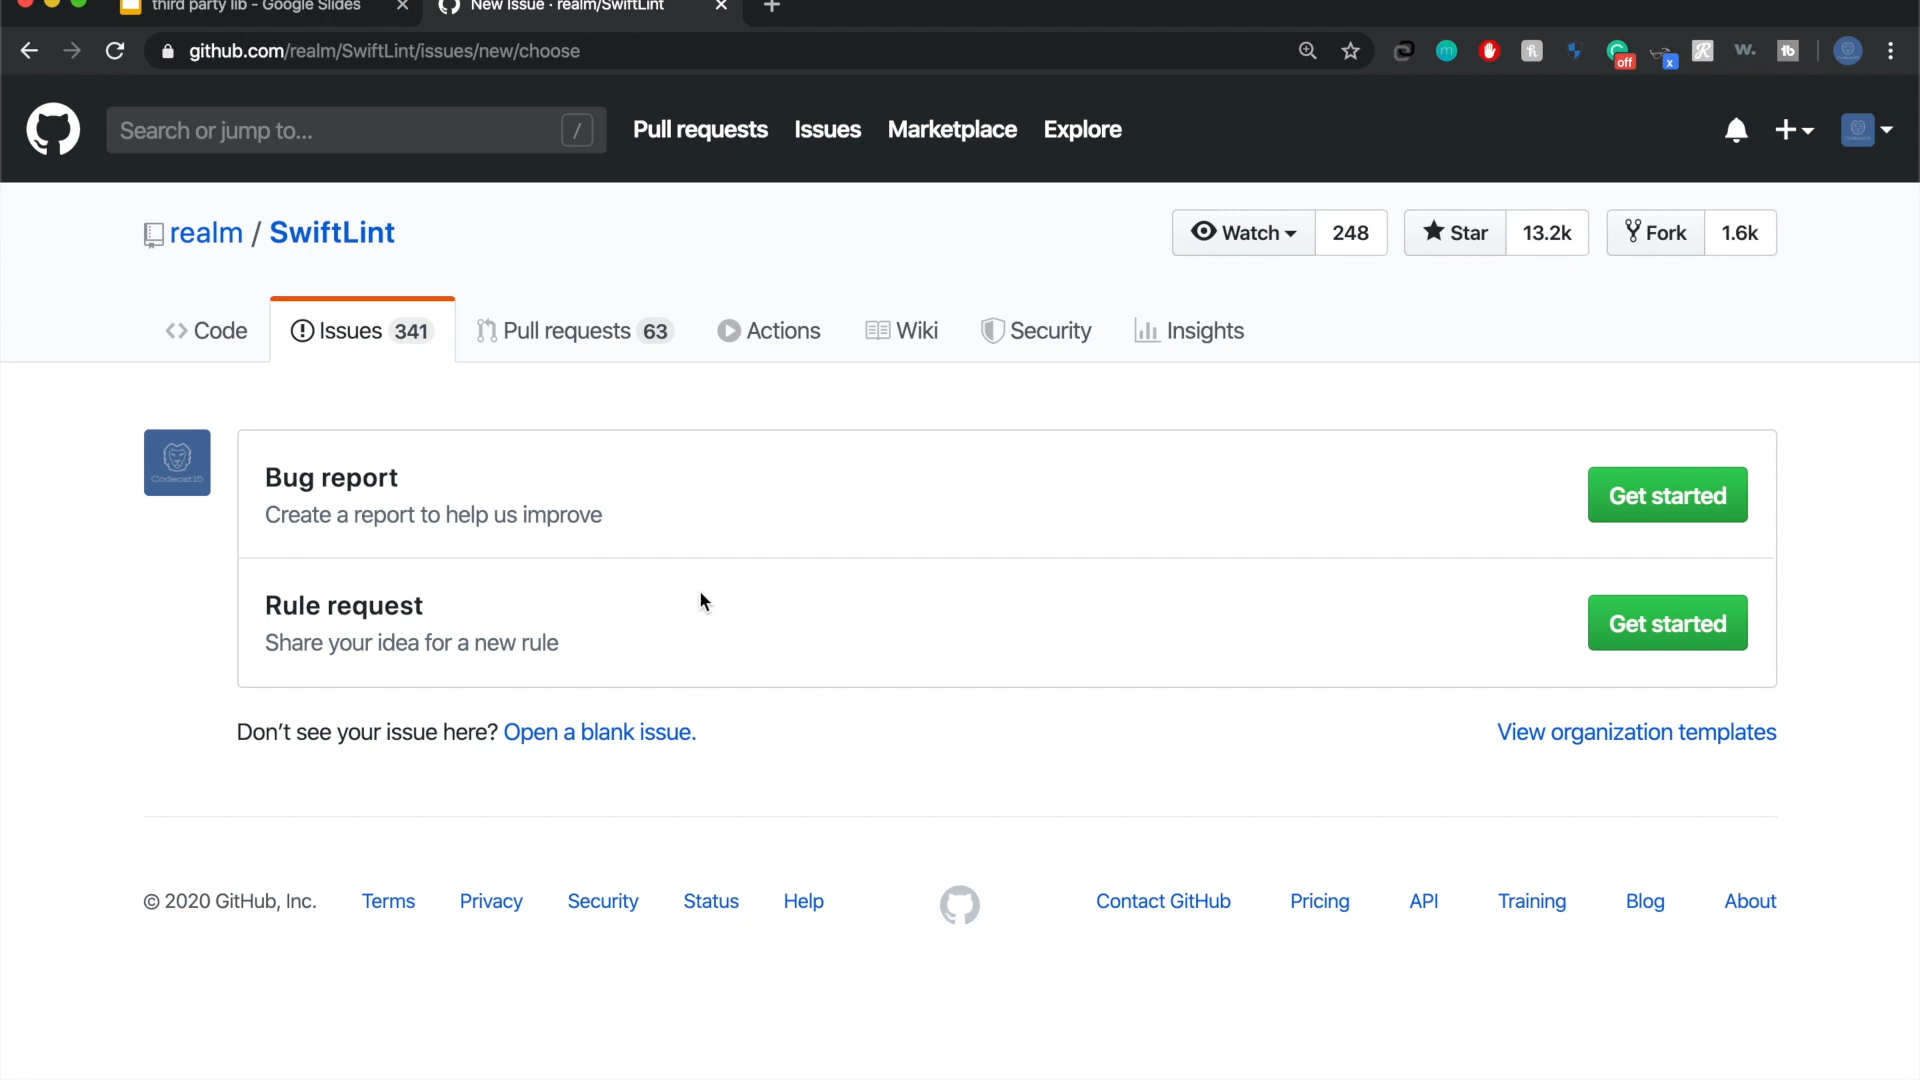 third party lib - Google Slides
New Issue · realm/SwiftLint
github.com/realm/SwiftLint/issues/new/choose
off
x
w.
Search or jump to...
/
Pull requests
Issues
Marketplace
Explore
realm / SwiftLint
Watch
248
Star
13.2k
Fork
1.6k
Code
Issues 341
Pull requests 63
Actions
Wiki
Security
Insights
Codecat15
Bug report
Create a report to help us improve
Get started
Rule request
Share your idea for a new rule
Get started
Don't see your issue here? Open a blank issue.
View organization templates
© 2020 GitHub, Inc.
Terms
Privacy
Security
Status
Help
Contact GitHub
Pricing
API
Training
Blog
About